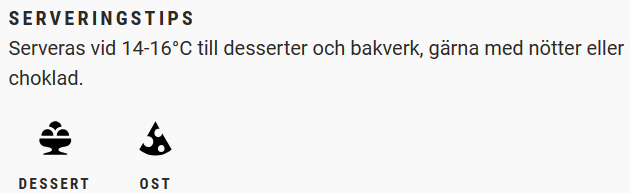 SERVERINGSTIPS
Serveras vid 14-16°C till desserter och bakverk, gärna med nötter eller
choklad.
DESSERT OST